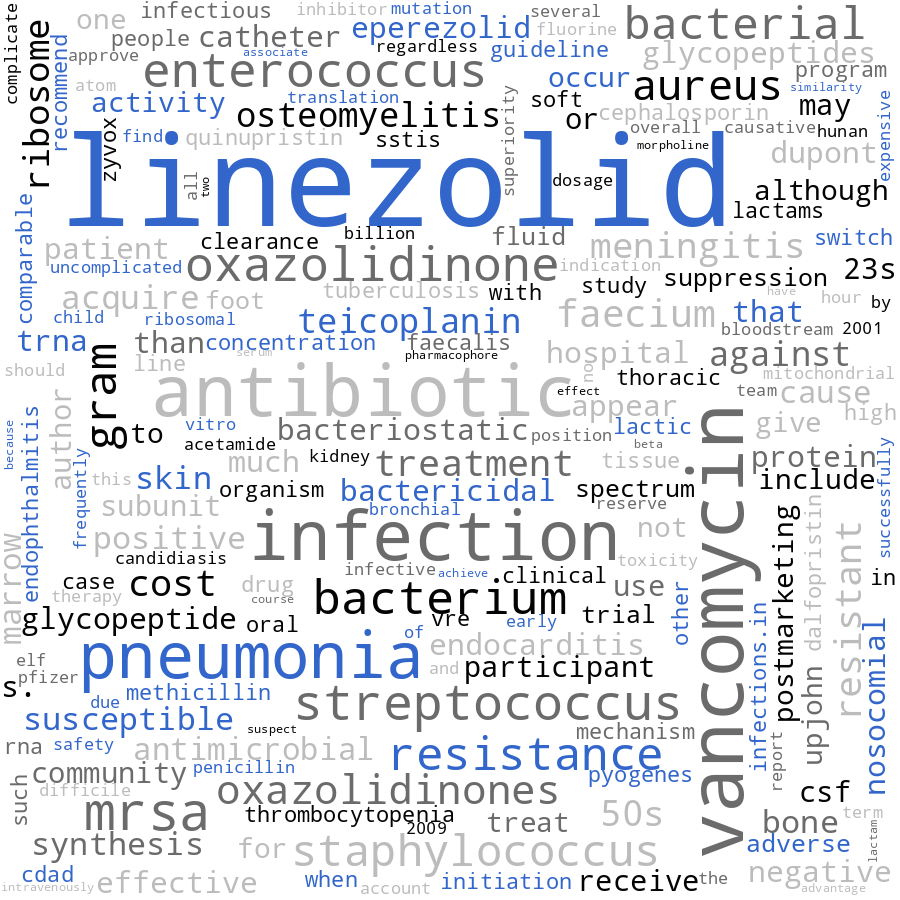 complicate
one
infectious
inhibitor
mutation
several
bacterial
people
catheter
eperezolid
fluorine
approve
associate
regardless
guideline
glycopeptides
ribosome
recommend
atom
enterococcus
occur
aureus
program
similarity
activity
translation
soft
or
cephalosporin
may
expensive
zyvox
find
quinupristin
osteomyelitis
sstis
superiority
overall
causative
hunan
morpholine
dupont
linezolid
all
two
dosage
although
lactams
comparable
patient
clearance
billion
fluid
meningitis
switch
uncomplicated
oxazolidinone
indication
suppression
23s
acquire
foot
tuberculosis
with
study
have
hour
by
child
ribosomal
teicoplanin
faecium
that
bloodstream
2001
trna
than
concentration
faecalis
should
line
serum
pharmacophore
hospital
against
mitochondrial
gram
antibiotic
no
effect
thoracic
team
cause
because
author
to
vitro
acetamide
bacteriostatic
position
appear
lactic
give
high
endophthalmitis
frequently
this
skin
much
kidney
treatment
beta
tissue
vancomycin
protein
successfully
subunit
organism
bactericidal
spectrum
reserve
include
bronchial
positive
infection
not
postmarketing
dalfopristin
resistant
marrow
candidiasis
toxicity
case
therapy
cost
drug
course
infective
achieve
clinical
use
other
in
glycopeptide
oral
bacterium
vre
early
trial
infections.in
nosocomial
pneumonia
of
endocarditis
elf
pfizer
and
participant
s.
due
methicillin
streptococcus
upjohn
susceptible
suspect
mechanism
report
rna
safety
antimicrobial
resistance
such
community
penicillin
pyogenes
difficile
oxazolidinones
csf
mrsa
thrombocytopenia
2009
treat
50s
bone
term
synthesis
for
staphylococcus
adverse
lactam
cdad
intravenously
effective
when
account
initiation
receive
the
negative
advantage